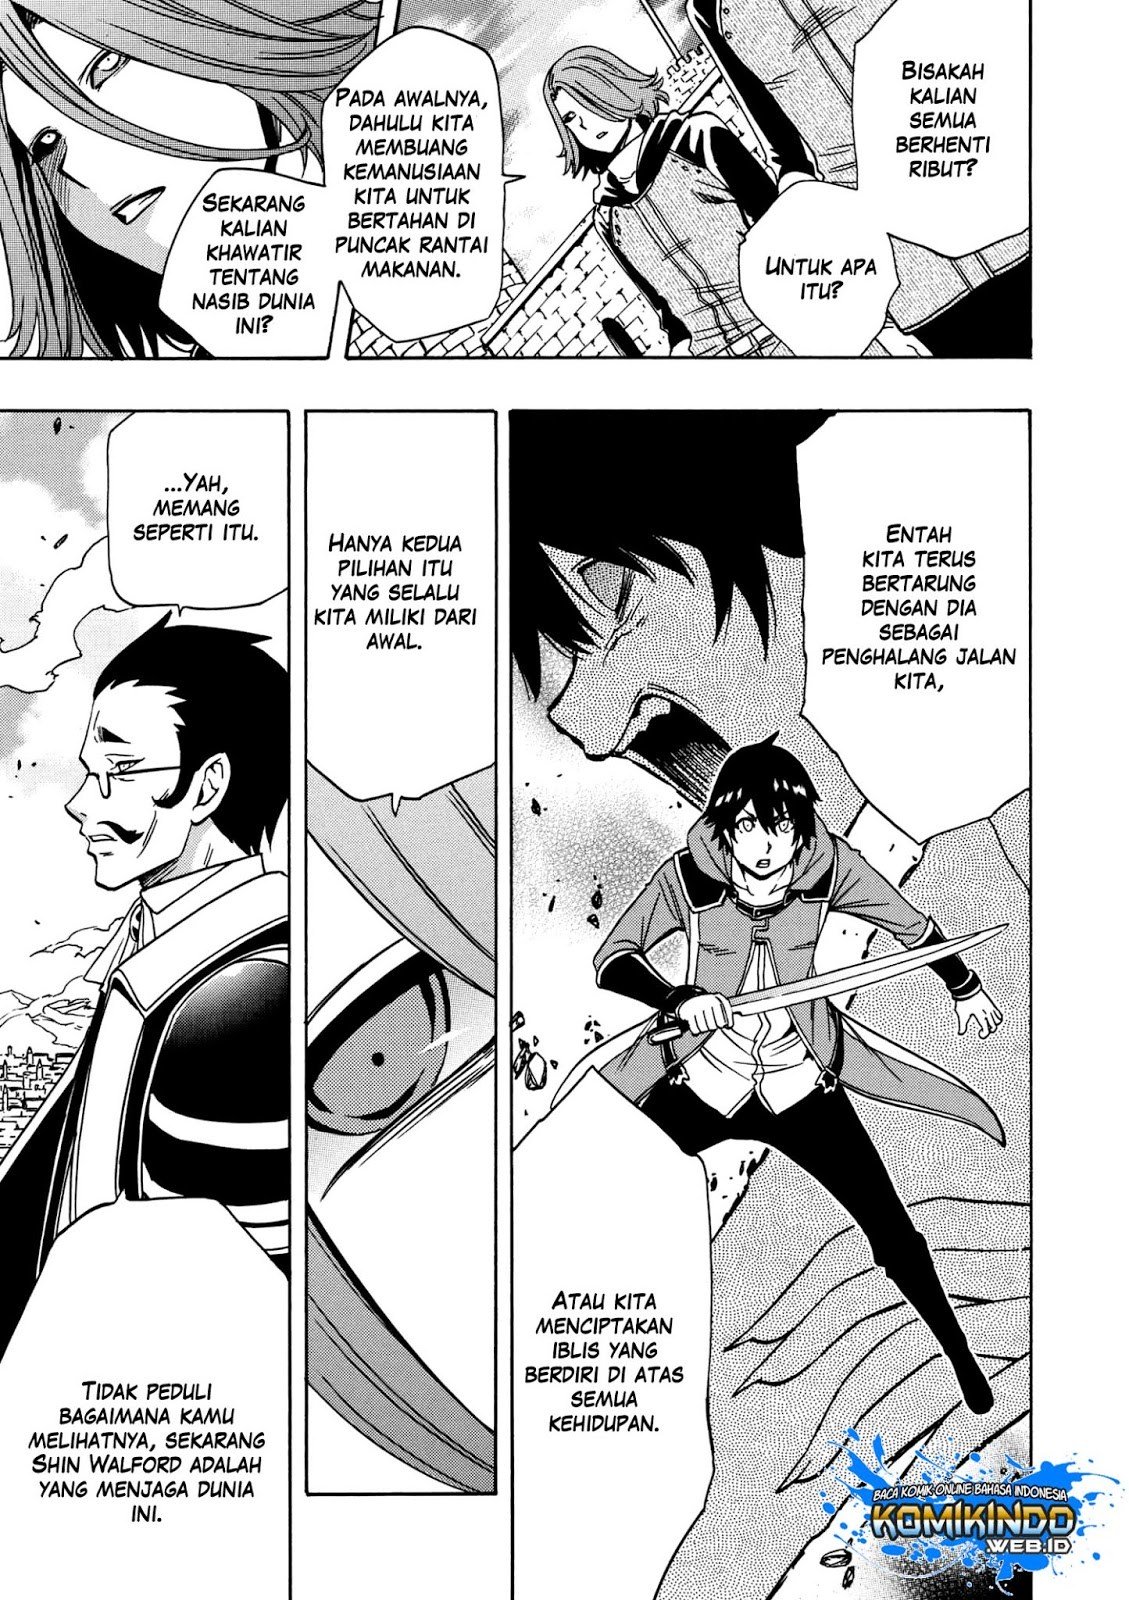 BISAKAH
KALIAN
SEMUA
BERHENTI
RIBUT?
UNTUK APA
ITU?
PADA AWALNYA,
DAHULU KITA
MEMBUANG
KEMANUSIAAN
KITA UNTUK
BERTAHAN DI
PUNCAK RANTAI
MAKANAN.
SEKARANG
KALIAN
KHAWATIR
TENTANG
NASIB DUNIA
INI?
ENTAH
KITA TERUS
BERTARUNG
DENGAN DIA
SEBAGAI
PENGHALANG JALAN
KITA,
ATAU KITA
MENCIPTAKAN
IBLIS YANG
BERDIRI DI ATAS
SEMUA
KEHIDUPAN.
HANYA KEDUA
PILIHAN ITU
YANG SELALU
KITA MILIKI DARI
AWAL.
...YAH,
MEMANG
SEPERTI ITU.
TIDAK PEDULI
BAGAIMANA KAMU
MELIHATNYA, SEKARANG
SHIN WALFORD ADALAH
YANG MENJAGA DUNIA
INI.
BACA KOMIK ONLINE BAHASA INDONESIA
KOMIKINDO
.WEB.ID